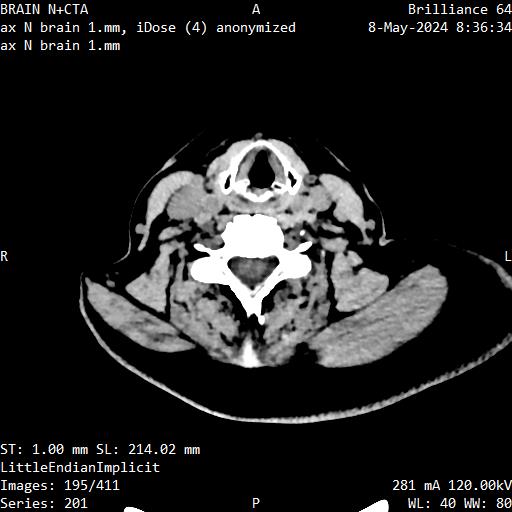 BRAIN N+CTA
A
Brilliance 64
ax N brain 1.mm, iDose (4) anonymized
8-May-2024 8:36:34
ax N brain 1.mm
R
L
ST: 1.00 mm SL: 214.02 mm
LittleEndianImplicit
Images: 195/411
281 mA 120.00kV
Series: 201
P
WL: 40 WW: 80